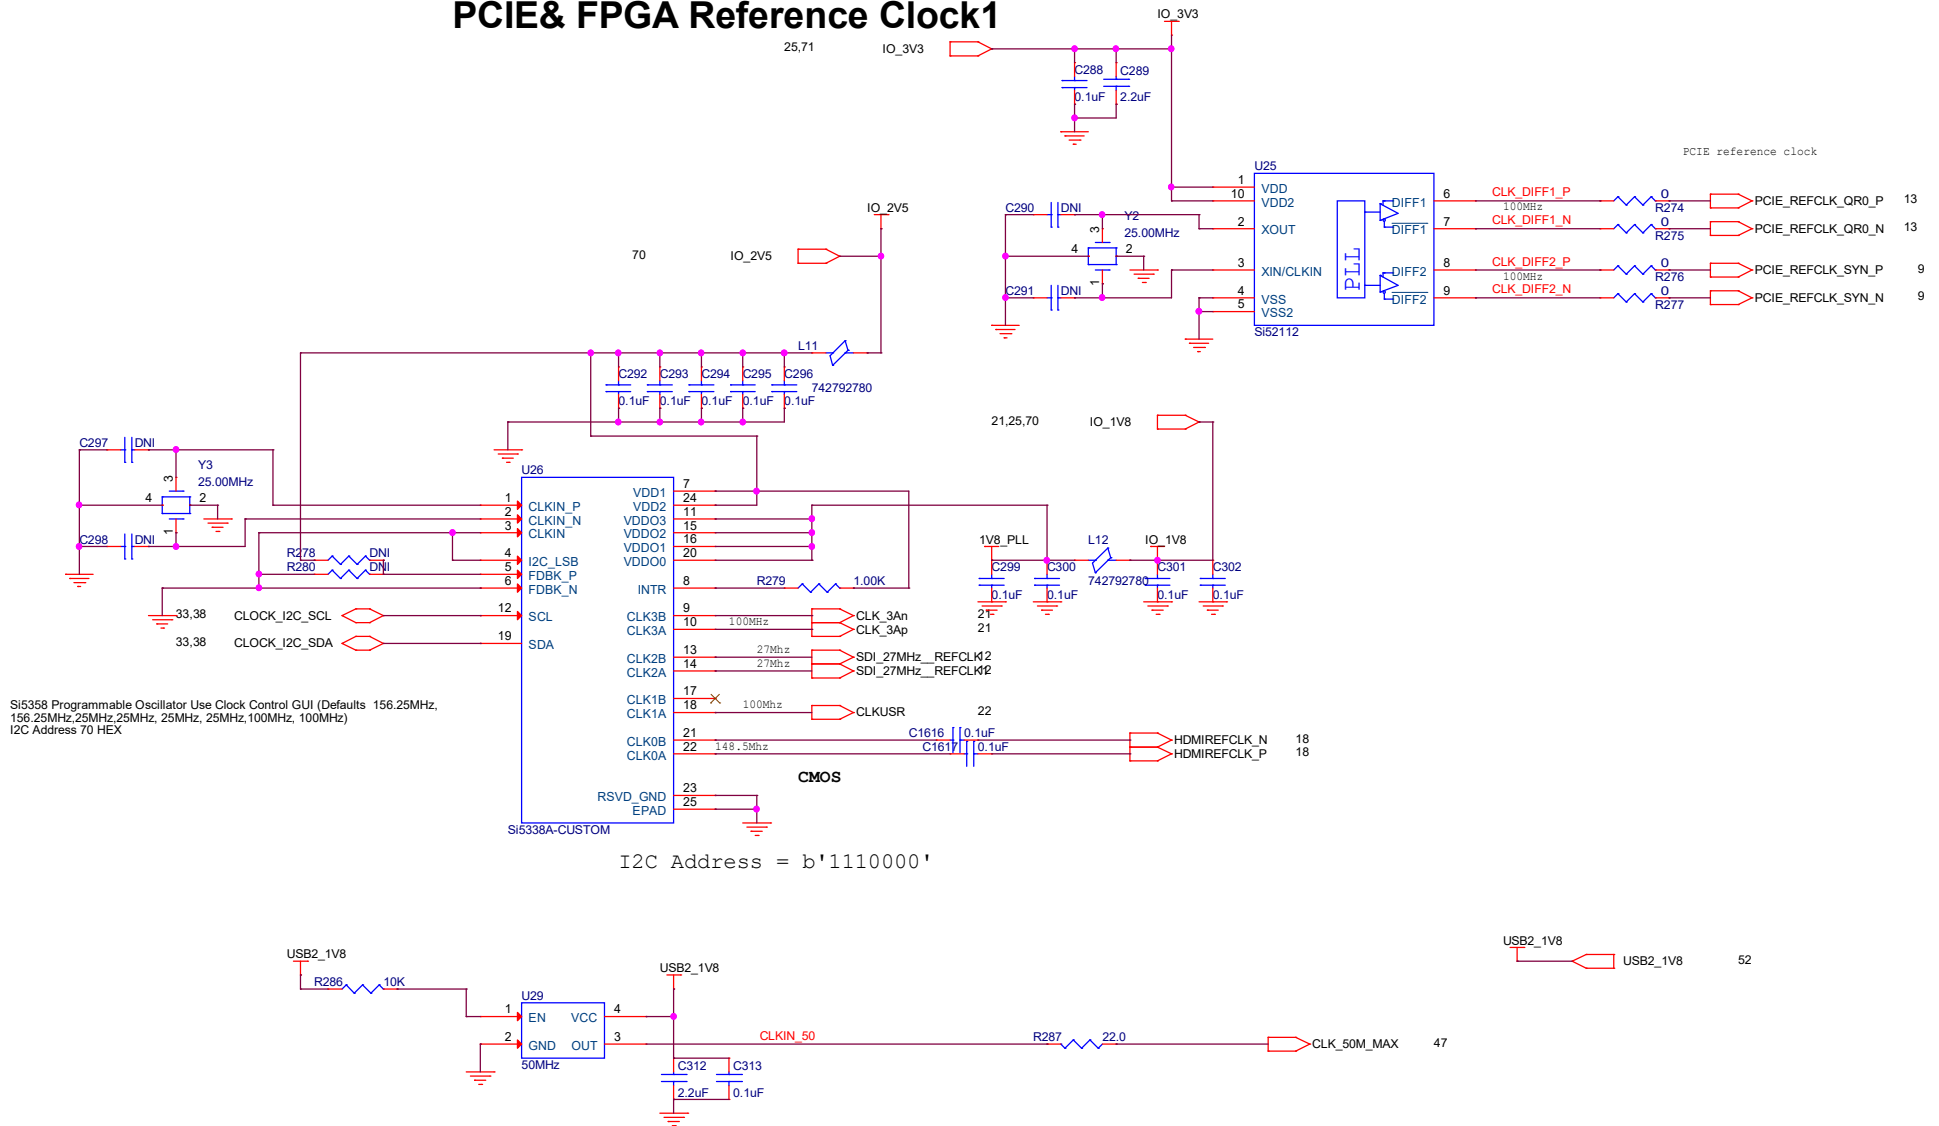 PCIE& FPGA Reference Clock1
IO_3V3
25,71
IO_3V3
C288
C289
0.1uF
2.2uF
PCIE reference clock
U25
1
VDD
10
VDD2
2
XOUT
3
XIN/CLKIN
4
VSS
5
VSS2
Si52112
PLL
DIFF1
DIFF1
DIFF2
DIFF2
6
CLK_DIFF1_P
0
R274
PCIE_REFCLK_QR0_P
13
100MHz
7
CLK_DIFF1_N
0
R275
PCIE_REFCLK_QR0_N
13
8
CLK_DIFF2_P
0
R276
PCIE_REFCLK_SYN_P
9
100MHz
9
CLK_DIFF2_N
0
R277
PCIE_REFCLK_SYN_N
9
C290
DNI
Y2
25.00MHz
3
4
2
1
C291
DNI
IO_2V5
70
IO_2V5
L11
742792780
C292
C293
C294
C295
C296
0.1uF
0.1uF
0.1uF
0.1uF
0.1uF
21,25,70
IO_1V8
C297
DNI
Y3
25.00MHz
3
4
2
1
C298
DNI
R278
DNI
R280
DNI
33,38
CLOCK_I2C_SCL
33,38
CLOCK_I2C_SDA
U26
1
CLKIN_P
2
CLKIN_N
3
CLKIN
4
I2C_LSB
5
FDBK_P
6
FDBK_N
12
SCL
19
SDA
VDD1
7
VDD2
24
VDDO3
11
VDDO2
15
VDDO1
16
VDDO0
20
INTR
8
R279
1.00K
CLK3B
9
CLK_3An
21
CLK3A
10
100MHz
CLK_3Ap
21
CLK2B
13
27Mhz
SDI_27MHz__REFCLK
12
CLK2A
14
27Mhz
SDI_27MHz__REFCLK
12
CLK1B
17
CLK1A
18
100Mhz
CLKUSR
22
CLK0B
21
C1616
0.1uF
HDMIREFCLK_N
18
CLK0A
22
148.5Mhz
C1617
0.1uF
HDMIREFCLK_P
18
CMOS
RSVD_GND
23
EPAD
25
Si5338A-CUSTOM
1V8_PLL
L12
IO_1V8
C299
C300
742792780
C301
C302
0.1uF
0.1uF
0.1uF
0.1uF
Si5358 Programmable Oscillator Use Clock Control GUI (Defaults 156.25MHz,
156.25MHz,25MHz,25MHz, 25MHz, 25MHz,100MHz, 100MHz)
I2C Address 70 HEX
I2C Address = b'1110000'
USB2_1V8
R286
10K
USB2_1V8
USB2_1V8
USB2_1V8
52
U29
1
EN
VCC
4
2
GND
OUT
3
50MHz
CLKIN_50
R287
22.0
CLK_50M_MAX
47
C312
C313
2.2uF
0.1uF